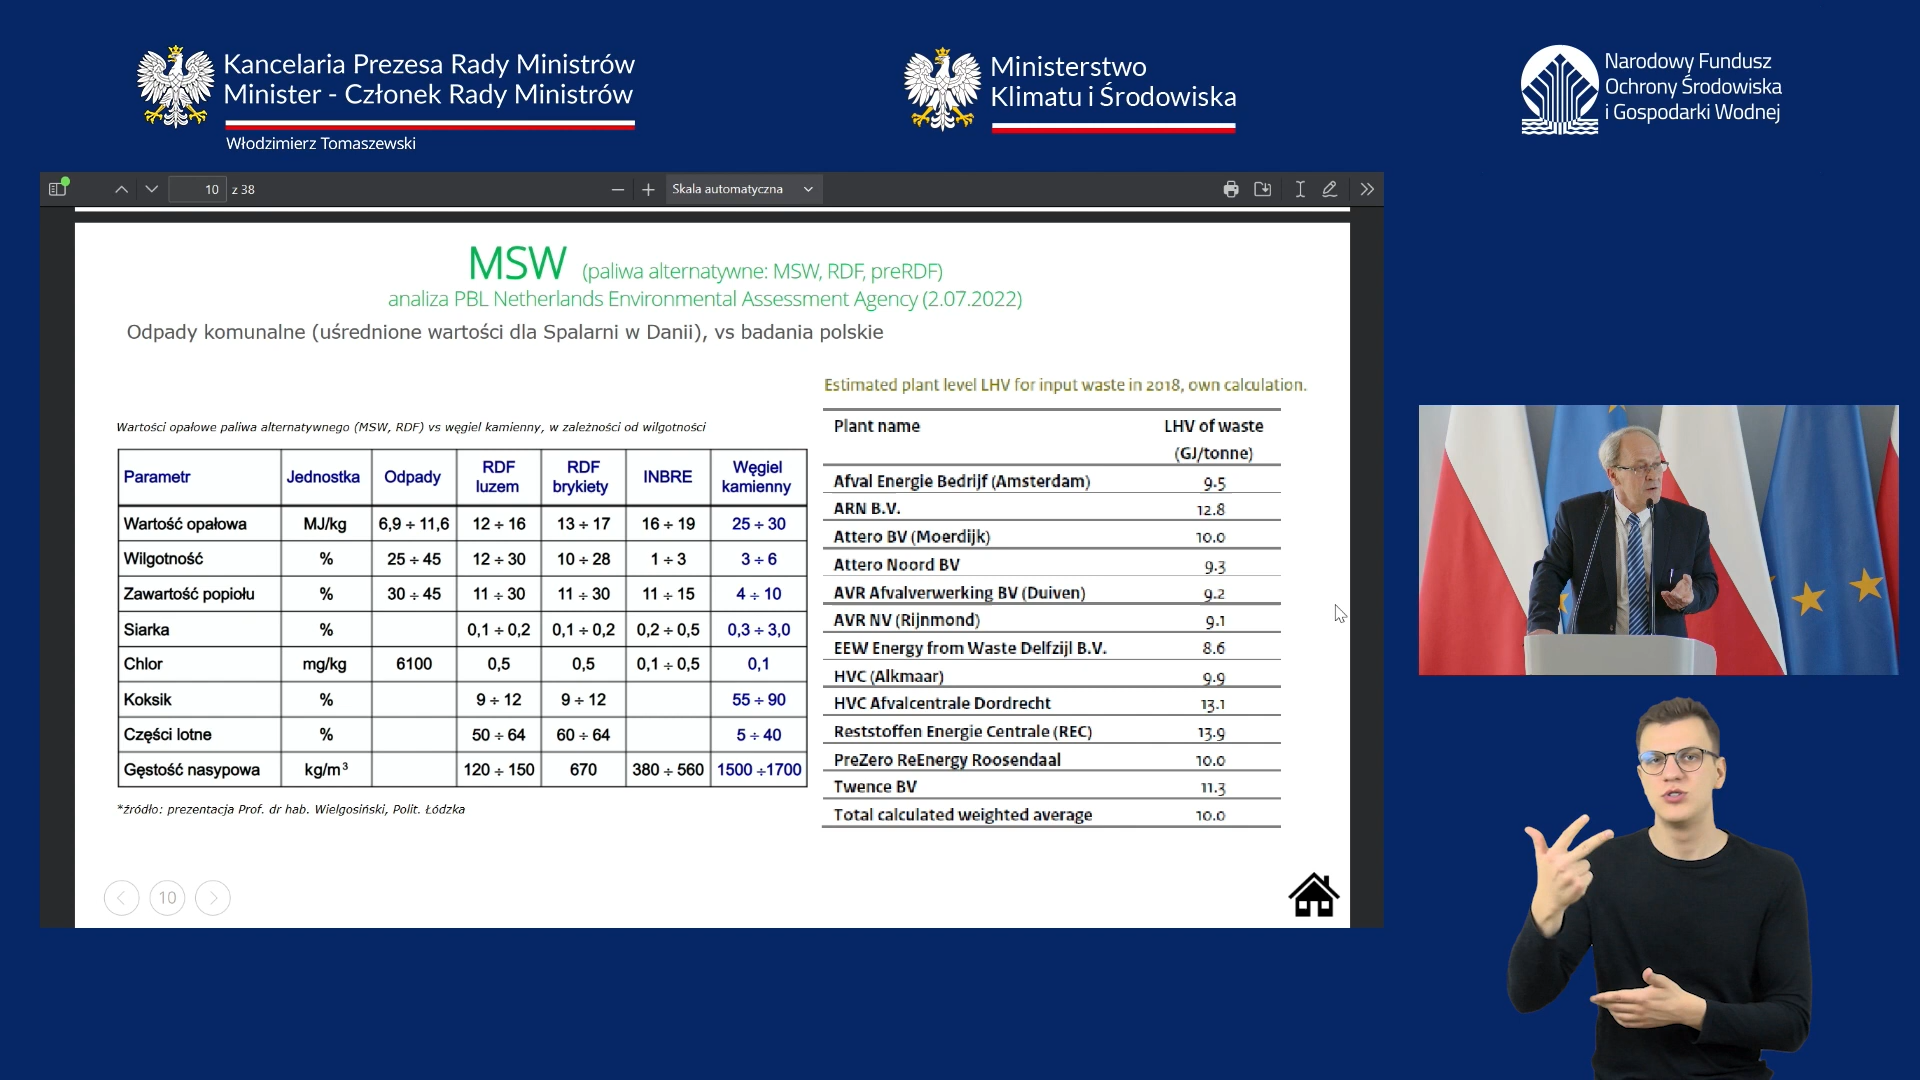 Kancelaria Prezesa Rady Ministrów
Minister - Członek Rady Ministrów
Włodzimierz Tomaszewski
Ministerstwo
Klimatu i Środowiska
Narodowy Fundusz
Ochrony Środowiska
i Gospodarki Wodnej
10 z 38 Skala automatyczna
MSW (paliwa alternatywne: MSW, RDF, preRDF)
analiza PBL Netherlands Environmental Assessment Agency (2.07.2022)
Odpady komunalne (uśrednione wartości dla Spalarni w Danii), vs badania polskie
Wartości opałowe paliwa alternatywnego (MSW, RDF) vs węgiel kamienny, w zależności od wilgotności
Parametr Jednostka Odpady RDF luzem RDF brykiety INBRE Węgiel kamienny
Wartość opałowa MJ/kg 6,9 ÷ 11,6 12 ÷ 16 13 ÷ 17 16 ÷ 19 25 ÷ 30
Wilgotność % 25 ÷ 45 12 ÷ 30 10 ÷ 28 1 ÷ 3 3 ÷ 6
Zawartość popiołu % 30 ÷ 45 11 ÷ 30 11 ÷ 30 11 ÷ 15 4 ÷ 10
Siarka % 0,1 ÷ 0,2 0,1 ÷ 0,2 0,2 ÷ 0,5 0,3 ÷ 3,0
Chlor mg/kg 6100 0,5 0,5 0,1 ÷ 0,5 0,1
Koksik % 9 ÷ 12 9 ÷ 12 55 ÷ 90
Części lotne % 50 ÷ 64 60 ÷ 64 5 ÷ 40
Gęstość nasypowa kg/m³ 120 ÷ 150 670 380 ÷ 560 1500 ÷1700
*źródło: prezentacja Prof. dr hab. Wielgosiński, Polit. Łódzka
Estimated plant level LHV for input waste in 2018, own calculation.
Plant name LHV of waste
(GJ/tonne)
Afval Energie Bedrijf (Amsterdam) 9.5
ARN B.V. 12.8
Attero BV (Moerdijk) 10.0
Attero Noord BV 9.3
AVR Afvalverwerking BV (Duiven) 9.2
AVR NV (Rijnmond) 9.1
EEW Energy from Waste Delfzijl B.V. 8.6
HVC (Alkmaar) 9.9
HVC Afvalcentrale Dordrecht 13.1
Reststoffen Energie Centrale (REC) 13.9
PreZero ReEnergy Roosendaal 10.0
Twence BV 11.3
Total calculated weighted average 10.0
10